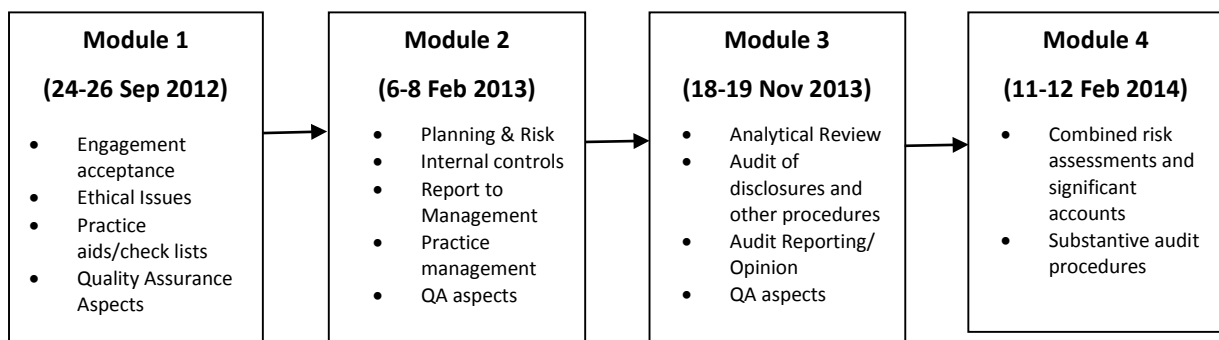 Module 1
(24-26 Sep 2012)
• Engagement
acceptance
• Ethical Issues
• Practice
aids/check lists
• Quality Assurance
Aspects
Module 2
(6-8 Feb 2013)
• Planning & Risk
• Internal controls
• Report to
Management
• Practice
management
• QA aspects
Module 3
(18-19 Nov 2013)
• Analytical Review
• Audit of
disclosures and
other procedures
• Audit Reporting/
Opinion
• QA aspects
Module 4
(11-12 Feb 2014)
• Combined risk
assessments and
significant
accounts
• Substantive audit
procedures